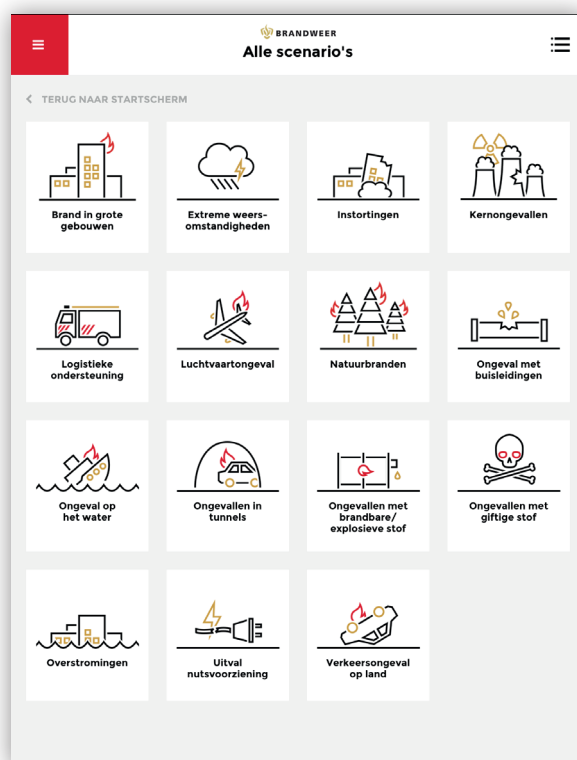 BRANDWEER
Alle scenario's
TERUG NAAR STARTSCHERM
Brand in grote
gebouwen
Extreme weers-
omstandigheden
Instortingen
Kernongevallen
Logistieke
ondersteuning
Luchtvaartongeval
Natuurbranden
Ongeval met
buisleidingen
Ongeval op
het water
Ongevallen in
tunnels
Ongevallen met
brandbare/
explosieve stof
Ongevallen met
giftige stof
Overstromingen
Uitval
nutsvoorziening
Verkeersongeval
op land